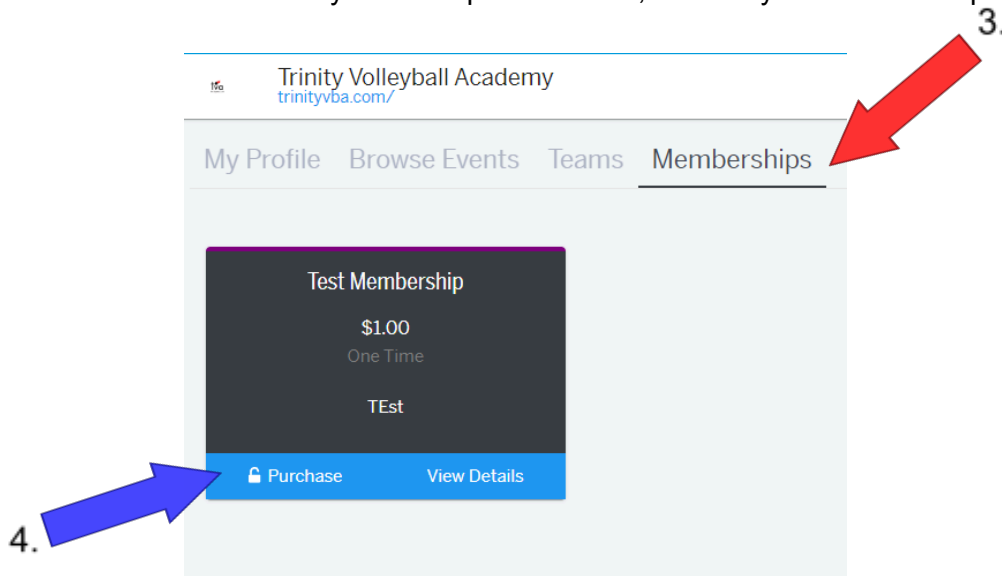 3.
Trinity Volleyball Academy
trinityvba.com/
My Profile Browse Events Teams Memberships
Test Membership
$1.00
One Time
TEst
Purchase View Details
4.